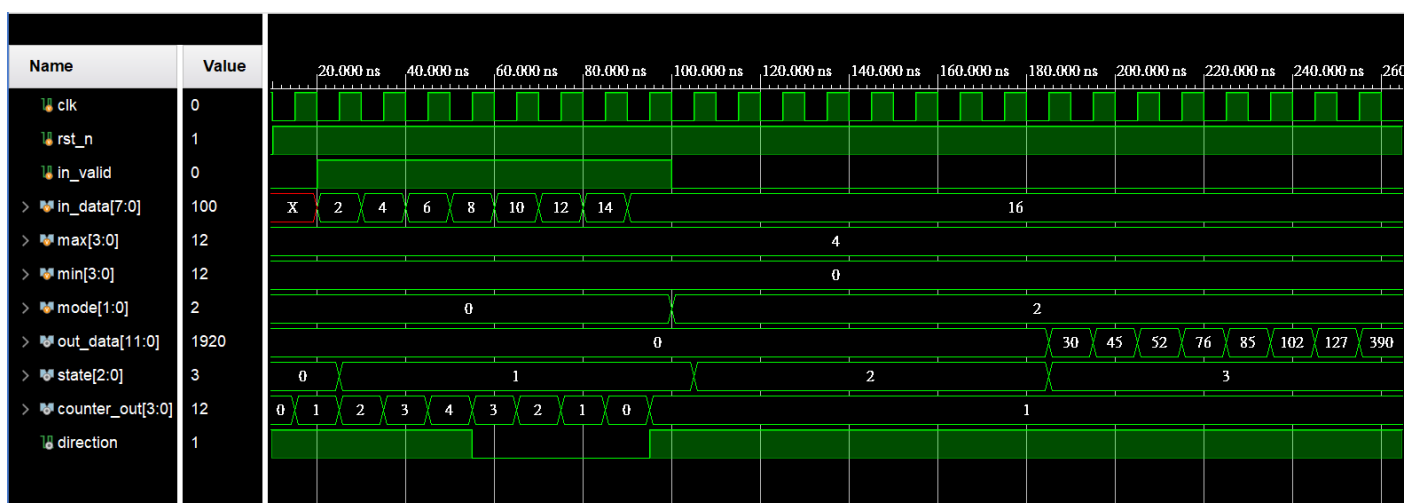 Name Value
20.000 ns 40.000 ns 60.000 ns 80.000 ns 100.000 ns 120.000 ns 140.000 ns 160.000 ns 180.000 ns 200.000 ns 220.000 ns 240.000 ns 260
clk 0
rst_n 1
in_valid 0
in_data[7:0] 100 X 2 4 6 8 10 12 14 16
max[3:0] 12 4
min[3:0] 12 0
mode[1:0] 2 0 2
out_data[11:0] 1920 0 30 45 52 76 85 102 127 390
state[2:0] 3 0 1 2 3
counter_out[3:0] 12 0 1 2 3 4 3 2 1 0 1
direction 1